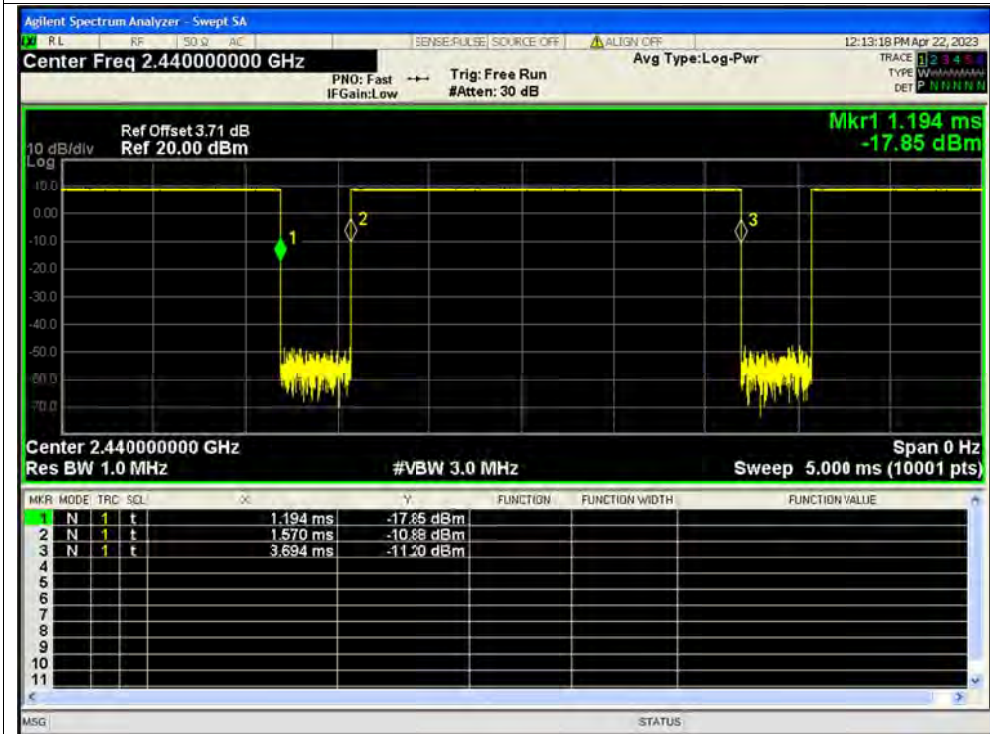 Agilent Spectrum Analyzer - Swept SA
RL RF 50 Ω AC SENSE:PULSE SOURCE OFF ALIGN OFF 12:13:18 PM Apr 22, 2023
Center Freq 2.440000000 GHz
PNO: Fast
IFGain:Low
Trig: Free Run
#Atten: 30 dB
Avg Type:Log-Pwr
TRACE 1 2 3 4 5 6
TYPE W
DET P N N N N N
Mkr1 1.194 ms
-17.85 dBm
Ref Offset 3.71 dB
10 dB/div Ref 20.00 dBm
Log
10.0
0.00
-10.0
-20.0
-30.0
-40.0
-50.0
-60.0
-70.0
1
2
3
Center 2.440000000 GHz Span 0 Hz
Res BW 1.0 MHz #VBW 3.0 MHz Sweep 5.000 ms (10001 pts)
MKR MODE TRC SCL X Y FUNCTION FUNCTION WIDTH FUNCTION VALUE
1 N 1 t 1.194 ms -17.85 dBm
2 N 1 t 1.570 ms -10.88 dBm
3 N 1 t 3.694 ms -11.20 dBm
4
5
6
7
8
9
10
11
MSG STATUS